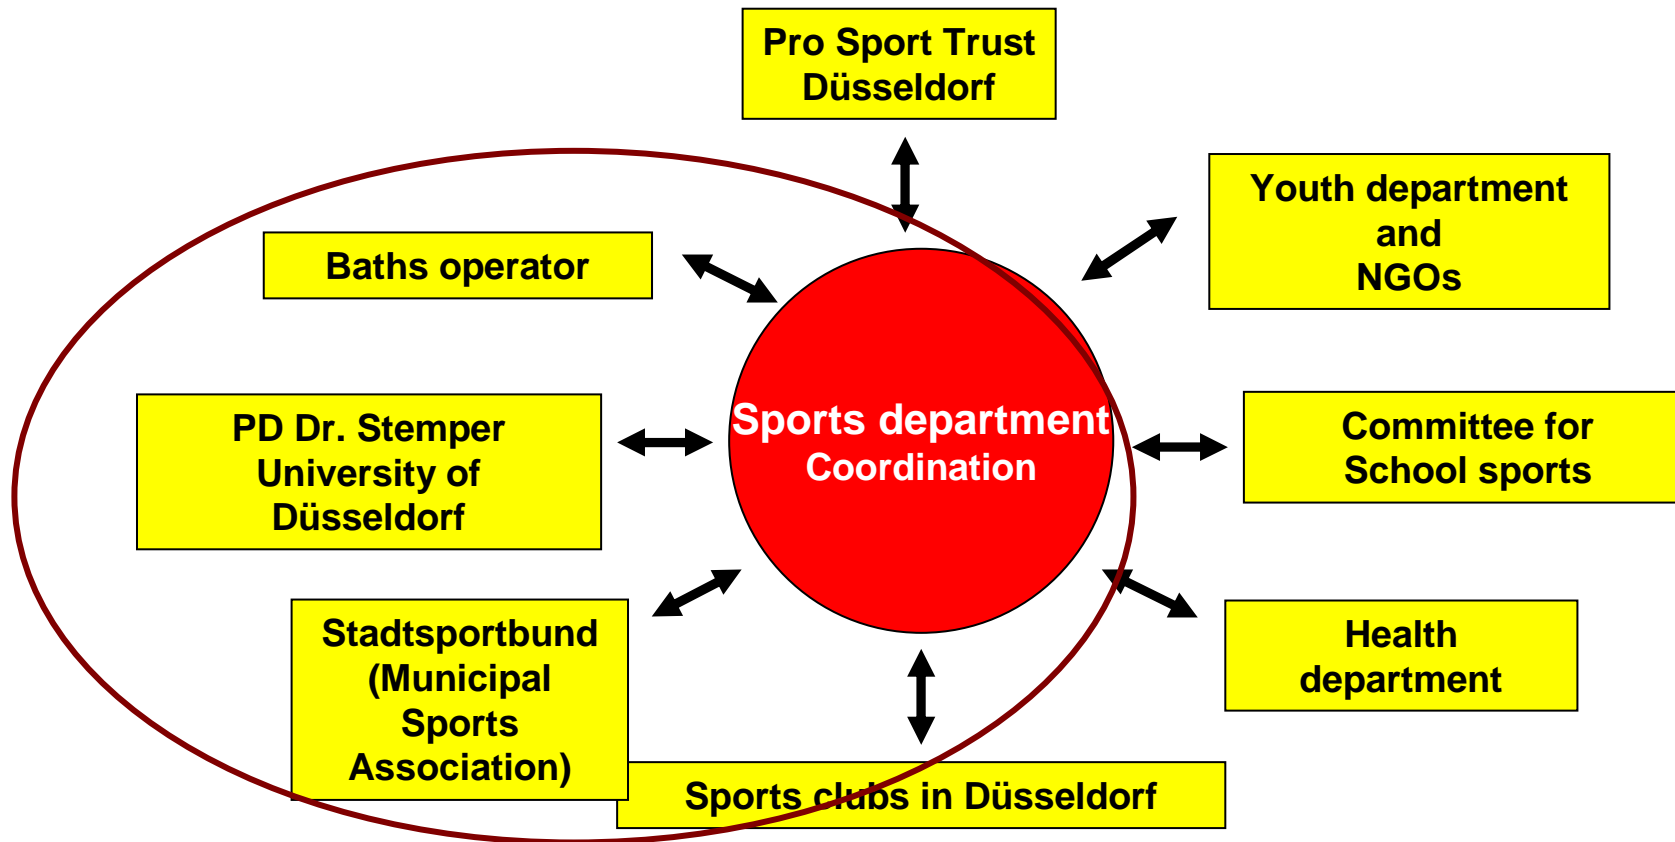 Pro Sport Trust
Düsseldorf
Youth department
and
NGOs
Baths operator
Sports department
Coordination
PD Dr. Stemper
University of
Düsseldorf
Committee for
School sports
Stadtsportbund
(Municipal
Sports
Association)
Health
department
Sports clubs in Düsseldorf